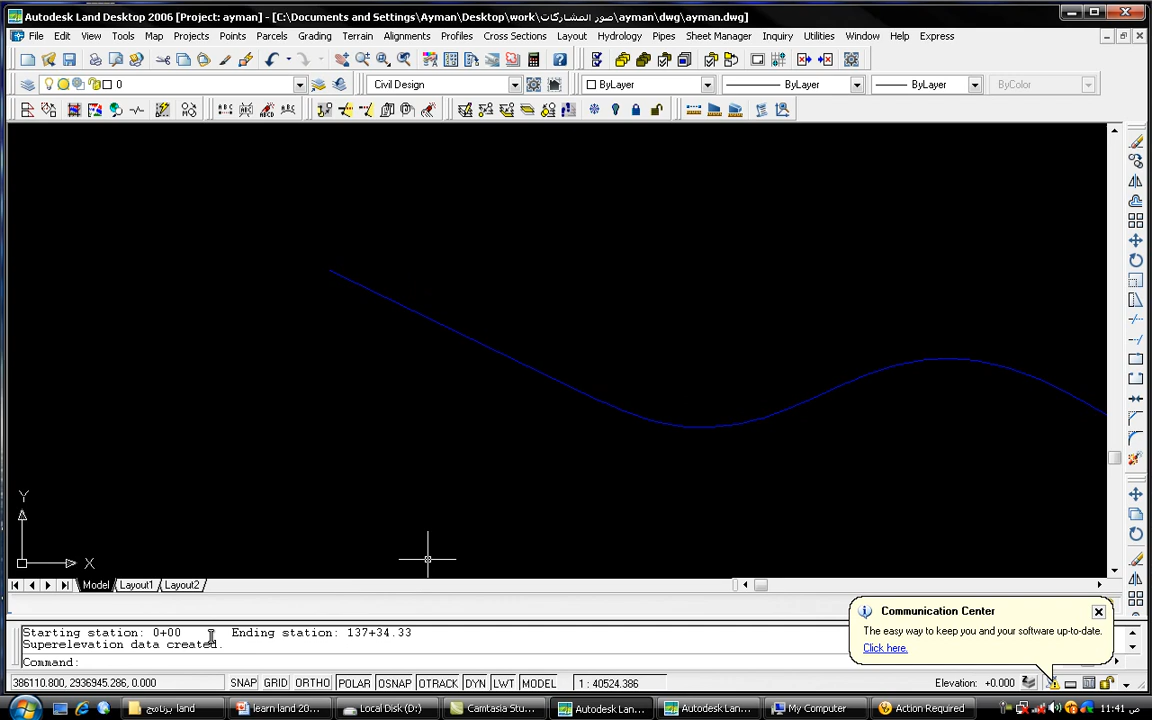 Autodesk Land Desktop 2006 [Project: ayman] - [C:\Documents and Settings\Ayman\Desktop\work\صور المشاركات\ayman\dwg\ayman.dwg]
File Edit View Tools Map Projects Points Parcels Grading Terrain Alignments Profiles Cross Sections Layout Hydrology Pipes Sheet Manager Inquiry Utilities Window Help Express
0 Civil Design ByLayer ByLayer ByLayer ByColor
Y
X
Model Layout1 Layout2
Communication Center
The easy way to keep you and your software up-to-date.
Click here.
Starting station: 0+00 Ending station: 137+34.33
Superelevation data created.
Command:
386110.800, 2936945.286, 0.000 SNAP GRID ORTHO POLAR OSNAP OTRACK DYN LWT MODEL 1 : 40524.386 Elevation: +0.000
برنامج land learn land 20... Local Disk (D:) Camtasia Stu... Autodesk Lan... Autodesk Lan... My Computer Action Required 11:41 ص